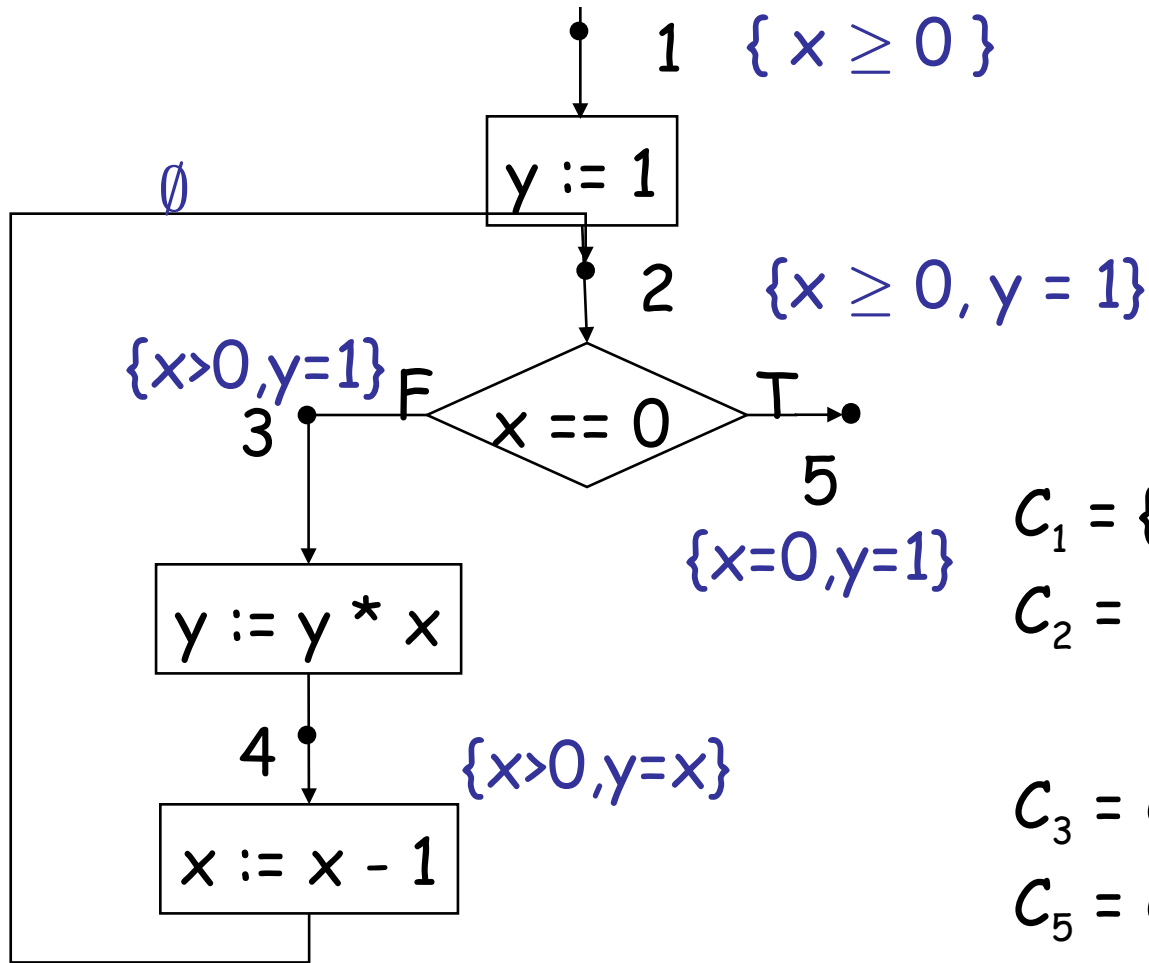 1 { x ≥ 0 }
y := 1
∅
2 {x ≥ 0, y = 1}
{x>0,y=1} F T
x == 0
3
5
C₁ = {
{x=0,y=1}
C₂ =
y := y * x
4 {x>0,y=x}
C₃ =
x := x - 1
C₅ =